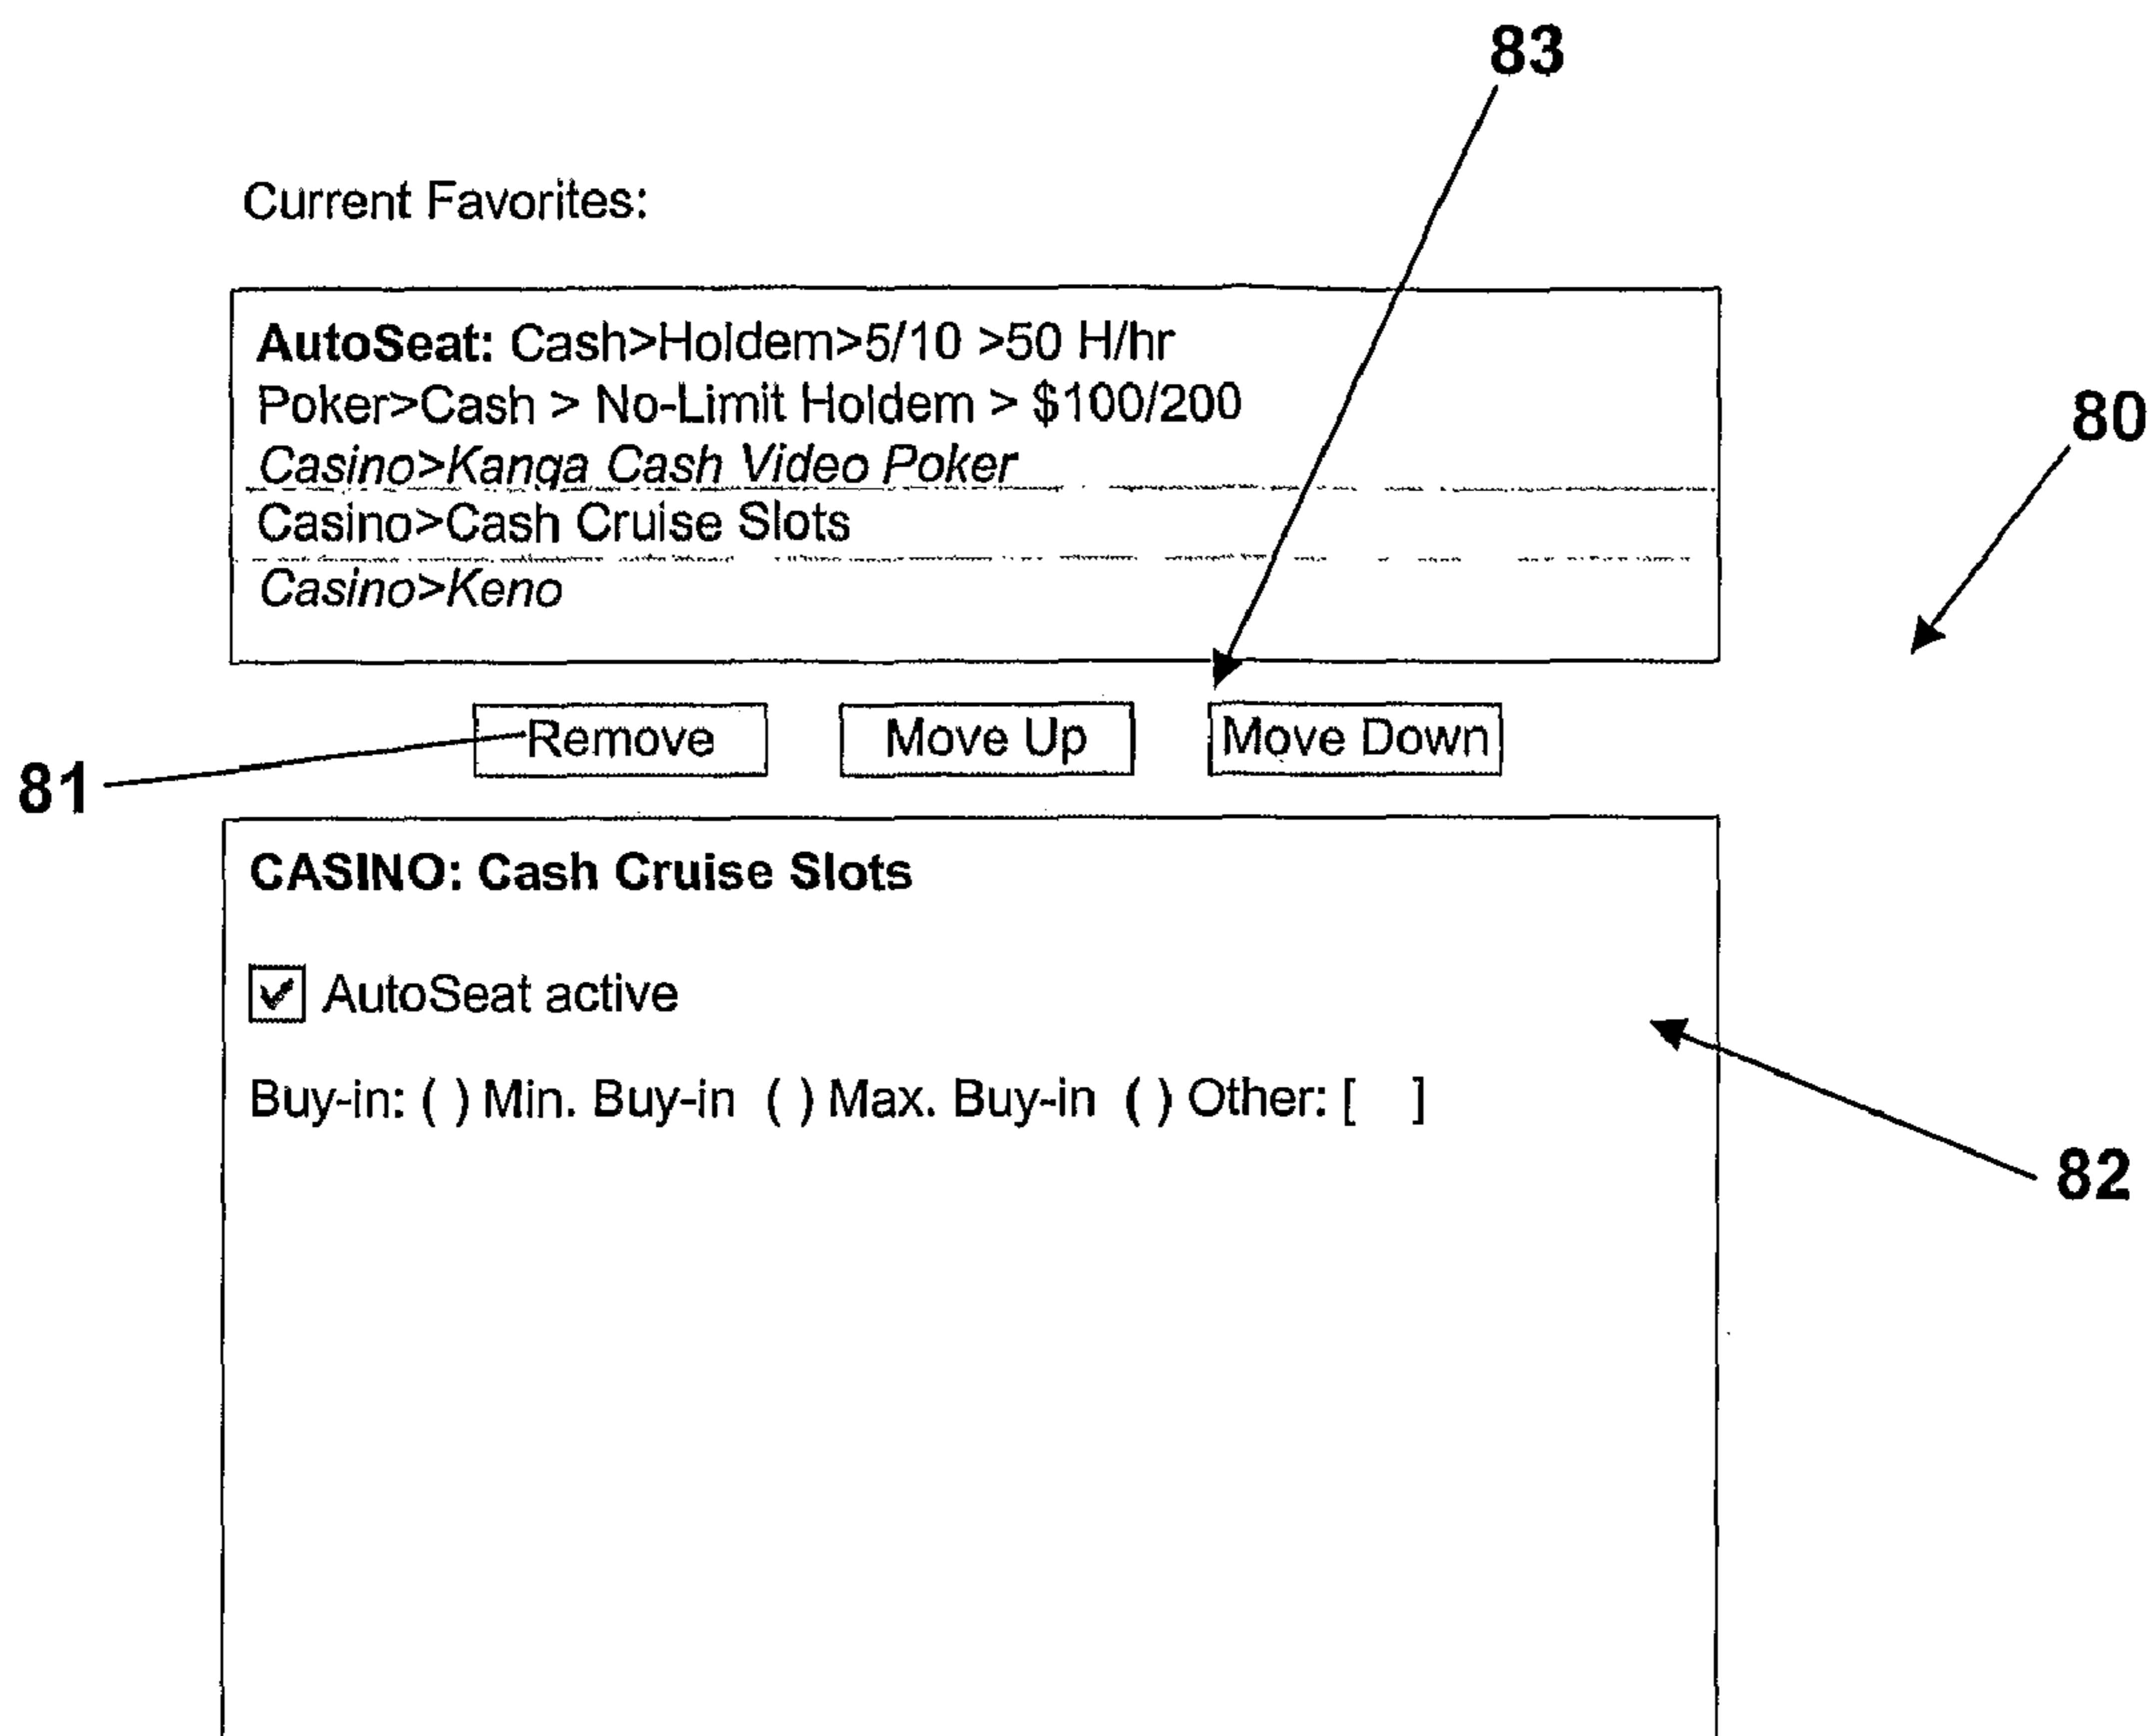 83
Current Favorites:
AutoSeat: Cash>Holdem>5/10 >50 H/hr
Poker>Cash > No-Limit Holdem > $100/200
80
Casino>Kanga Cash Video Poker
Casino>Cash Cruise Slots
Casino>Keno
Remove Move Up Move Down
81
CASINO: Cash Cruise Slots
AutoSeat active
Buy-in: ( ) Min. Buy-in ( ) Max. Buy-in ( ) Other: [ ]
82